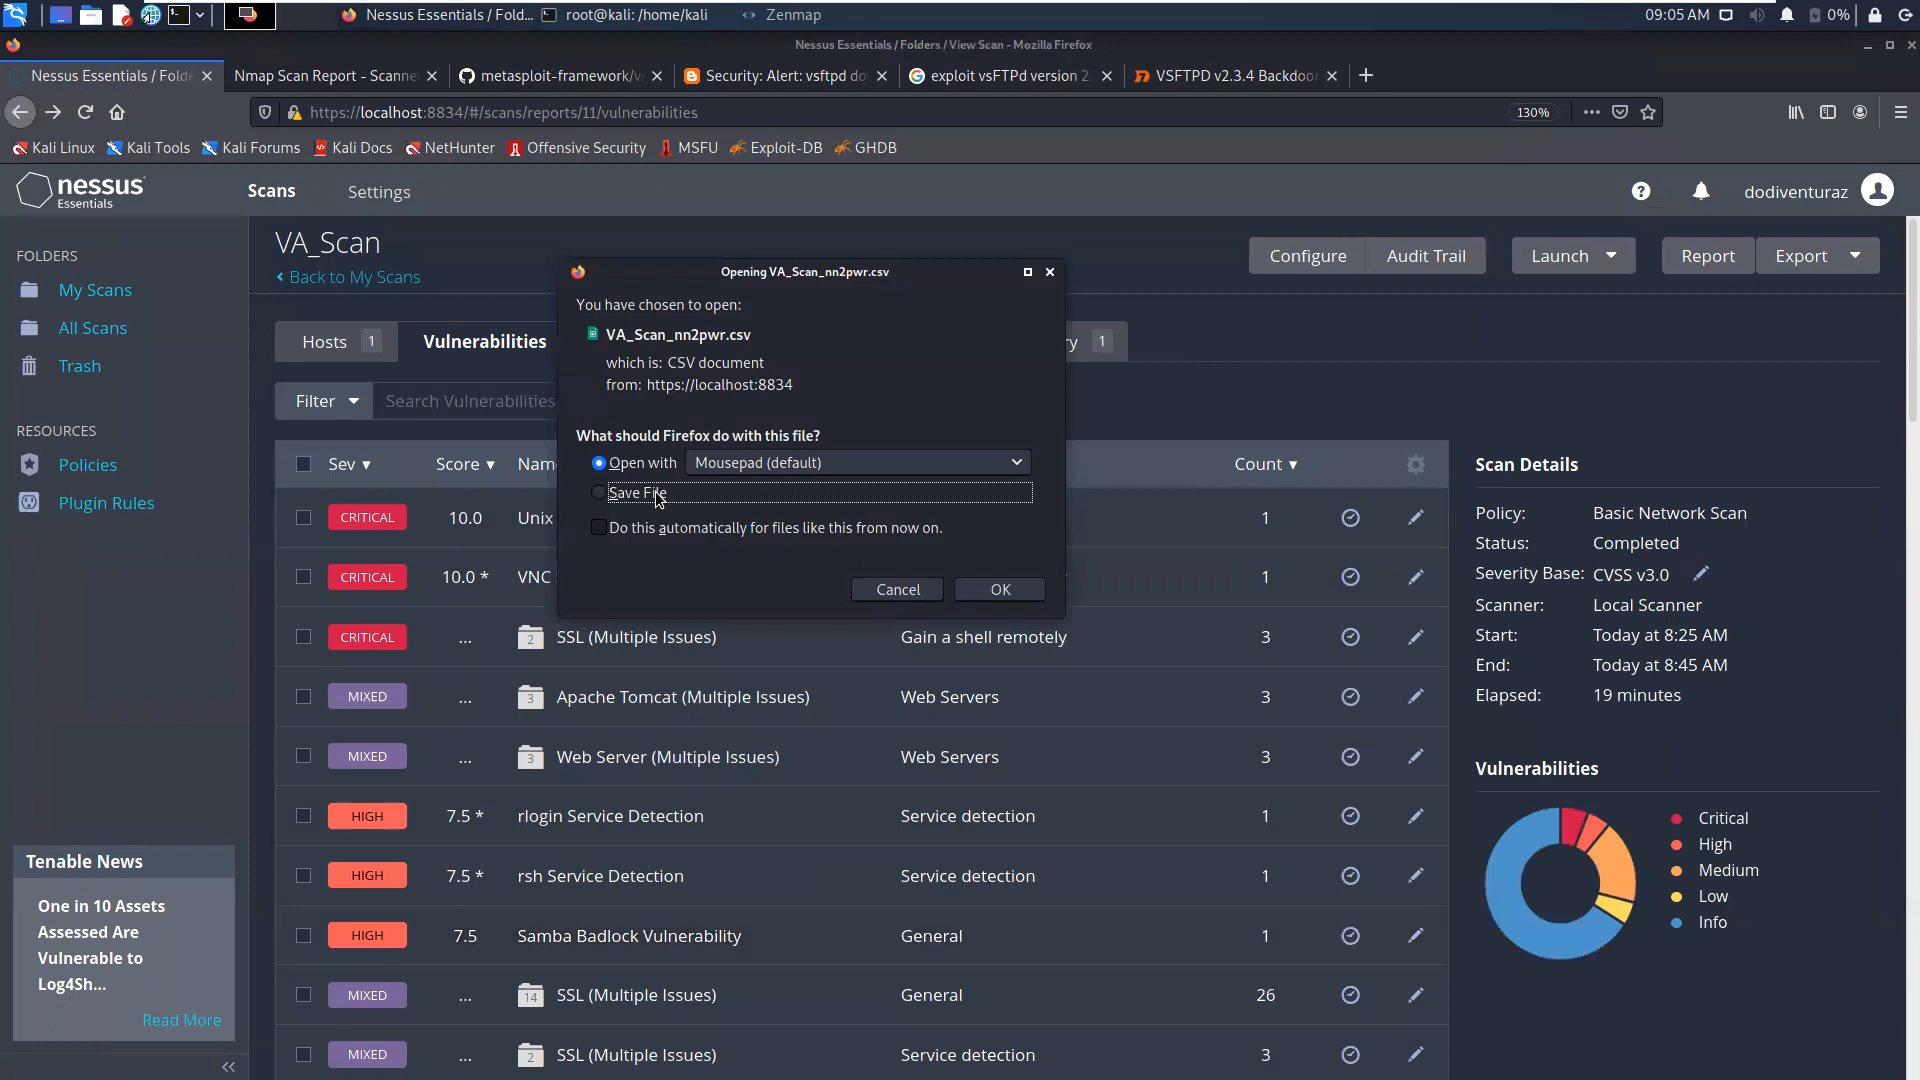 Nessus Essentials / Fold...
root@kali: /home/kali
Zenmap
09:05 AM
0%
Nessus Essentials / Folders / View Scan - Mozilla Firefox
Nessus Essentials / Folde
Nmap Scan Report - Scanne
metasploit-framework/v
Security: Alert: vsftpd do
exploit vsFTPd version 2.
VSFTPD v2.3.4 Backdoor
https://localhost:8834/#/scans/reports/11/vulnerabilities
130%
Kali Linux
Kali Tools
Kali Forums
Kali Docs
NetHunter
Offensive Security
MSFU
Exploit-DB
GHDB
nessus
Essentials
Scans
Settings
dodiventuraz
FOLDERS
My Scans
All Scans
Trash
RESOURCES
Policies
Plugin Rules
Tenable News
One in 10 Assets
Assessed Are
Vulnerable to
Log4Sh...
Read More
VA_Scan
Back to My Scans
Configure
Audit Trail
Launch
Report
Export
Hosts 1
Vulnerabilities
ry 1
Filter
Search Vulnerabilities
Opening VA_Scan_nn2pwr.csv
You have chosen to open:
VA_Scan_nn2pwr.csv
which is: CSV document
from: https://localhost:8834
What should Firefox do with this file?
Open with Mousepad (default)
Save File
Do this automatically for files like this from now on.
Cancel
OK
Sev Score Nam Count
CRITICAL 10.0 Unix 1
CRITICAL 10.0 * VNC 1
CRITICAL ... 2 SSL (Multiple Issues) Gain a shell remotely 3
MIXED ... 3 Apache Tomcat (Multiple Issues) Web Servers 3
MIXED ... 3 Web Server (Multiple Issues) Web Servers 3
HIGH 7.5 * rlogin Service Detection Service detection 1
HIGH 7.5 * rsh Service Detection Service detection 1
HIGH 7.5 Samba Badlock Vulnerability General 1
MIXED ... 14 SSL (Multiple Issues) General 26
MIXED ... 2 SSL (Multiple Issues) Service detection 3
Scan Details
Policy: Basic Network Scan
Status: Completed
Severity Base: CVSS v3.0
Scanner: Local Scanner
Start: Today at 8:25 AM
End: Today at 8:45 AM
Elapsed: 19 minutes
Vulnerabilities
Critical
High
Medium
Low
Info